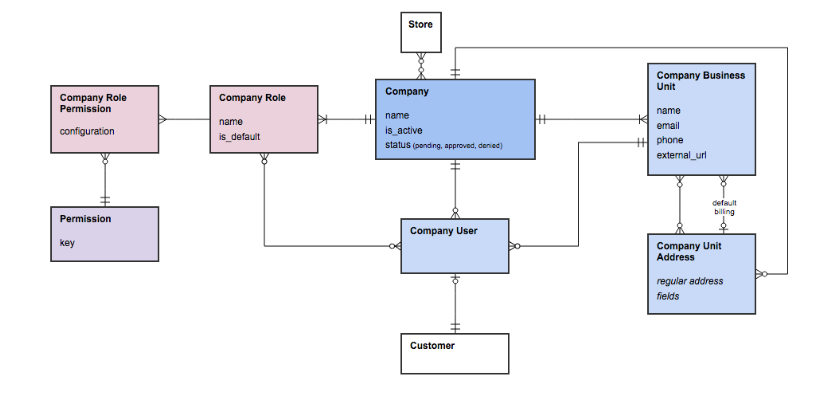 Store
Company
name
is_active
status (pending, approved, denied)
Company Role
Permission
configuration
Company Role
name
is_default
Company Business
Unit
name
email
phone
external_url
default
billing
Permission
key
Company User
Company Unit
Address
regular address
fields
Customer